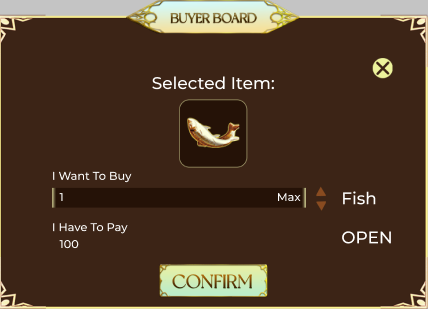 BUYER BOARD
Selected Item:
I Want To Buy
1 Max
Fish
I Have To Pay
100
OPEN
CONFIRM